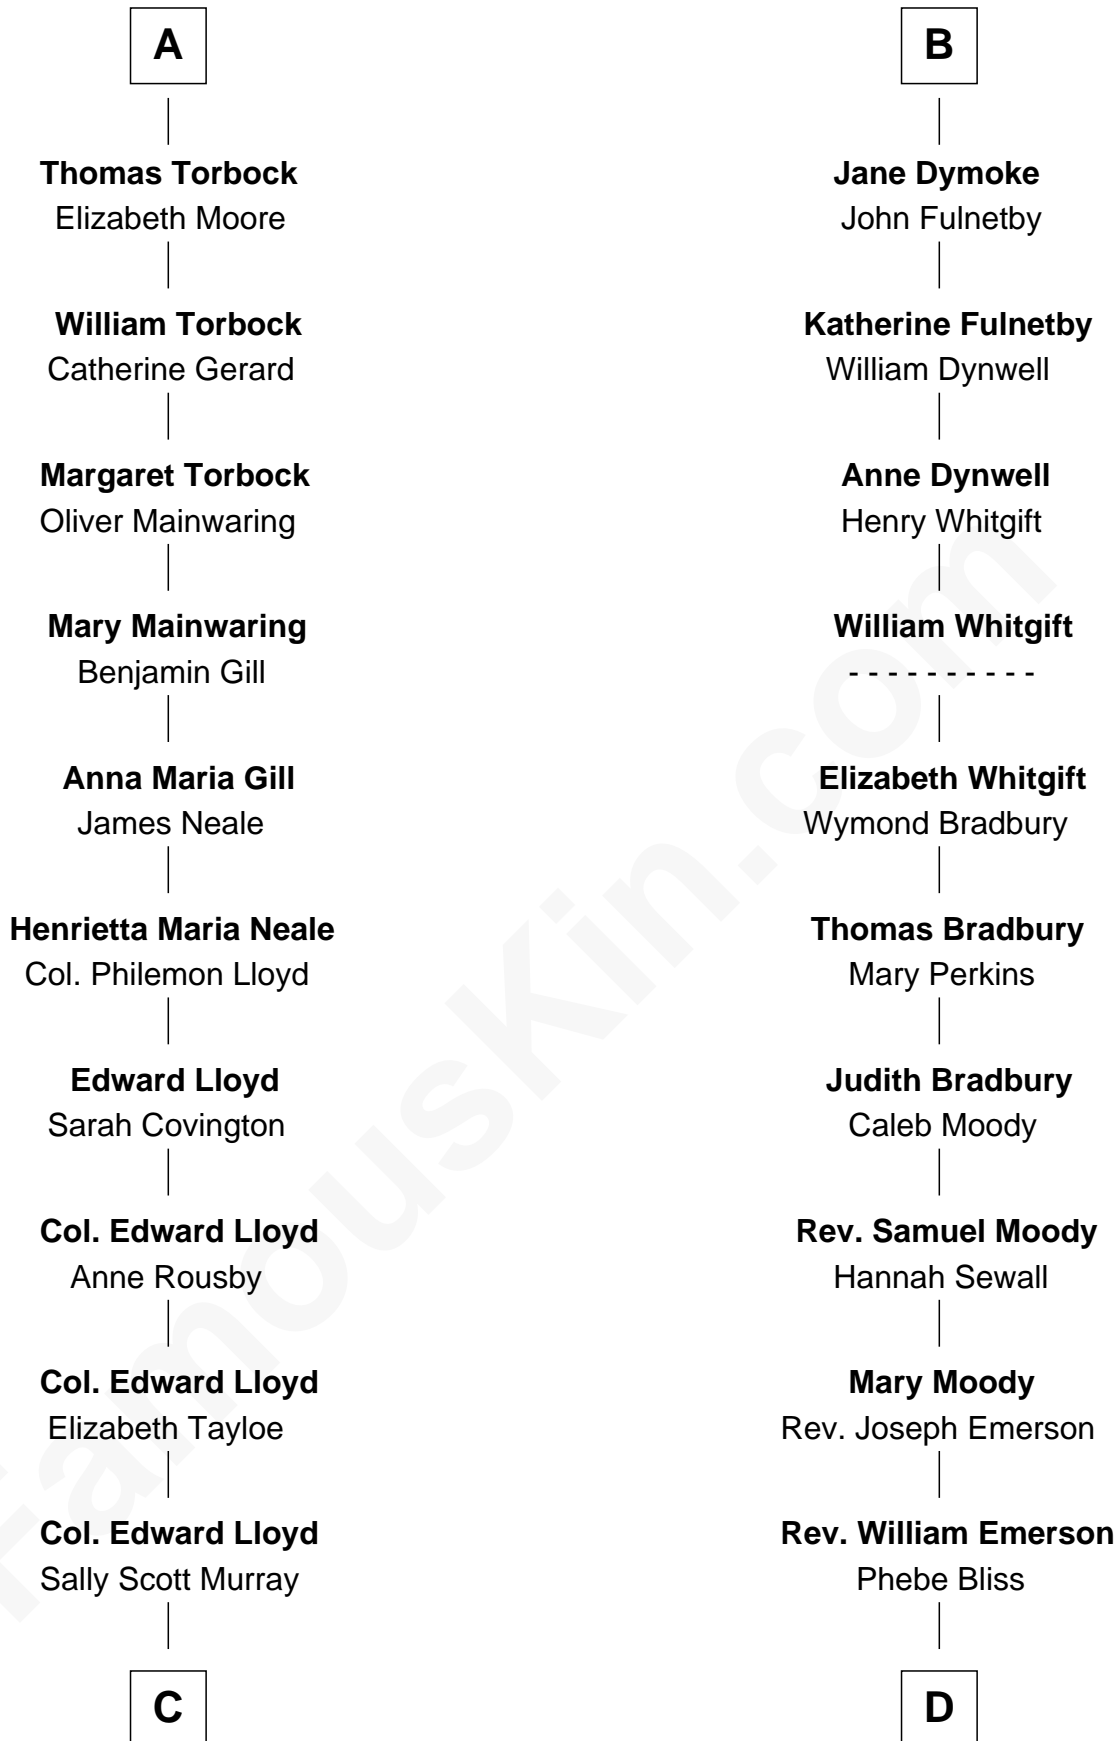 A
Thomas Torbock
Elizabeth Moore
William Torbock
Catherine Gerard
Margaret Torbock
Oliver Mainwaring
Mary Mainwaring
Benjamin Gill
Anna Maria Gill
James Neale
Henrietta Maria Neale
Col. Philemon Lloyd
Edward Lloyd
Sarah Covington
Col. Edward Lloyd
Anne Rousby
Col. Edward Lloyd
Elizabeth Tayloe
Col. Edward Lloyd
Sally Scott Murray
C
B
Jane Dymoke
John Fulnetby
Katherine Fulnetby
William Dynwell
Anne Dynwell
Henry Whitgift
William Whitgift
- - - - - - - - - -
Elizabeth Whitgift
Wymond Bradbury
Thomas Bradbury
Mary Perkins
Judith Bradbury
Caleb Moody
Rev. Samuel Moody
Hannah Sewall
Mary Moody
Rev. Joseph Emerson
Rev. William Emerson
Phebe Bliss
D
FamousKin.com